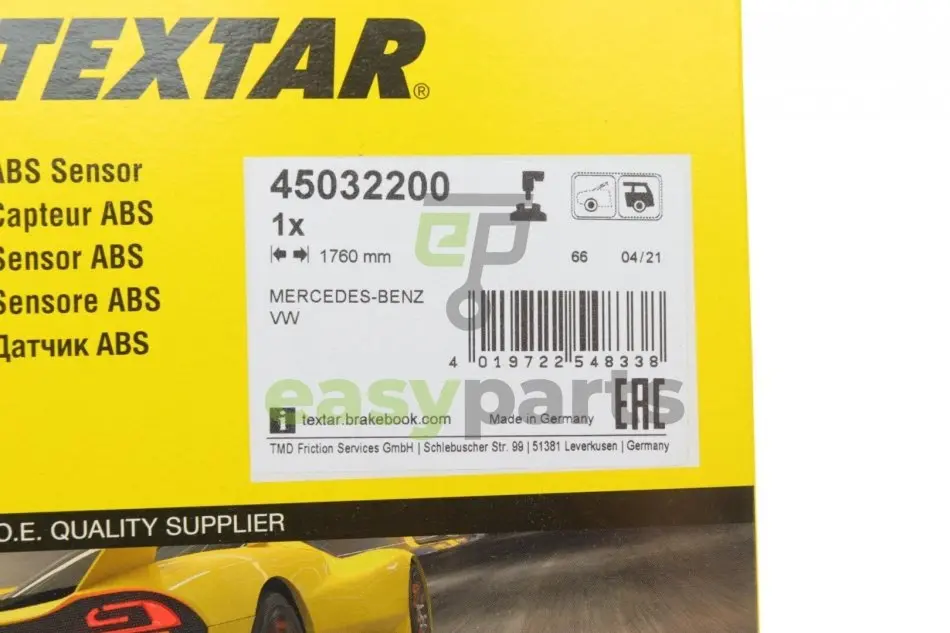 TEXTAR®
ABS Sensor
Capteur ABS
Sensor ABS
Sensore ABS
Датчик ABS
45032200
1x
1760 mm
66 04/21
MERCEDES-BENZ
VW
4 019722 548338
easyparts
EAC
i textar.brakebook.com Made in Germany
TMD Friction Services GmbH | Schlebuscher Str. 99 | 51381 Leverkusen | Germany
O.E. QUALITY SUPPLIER